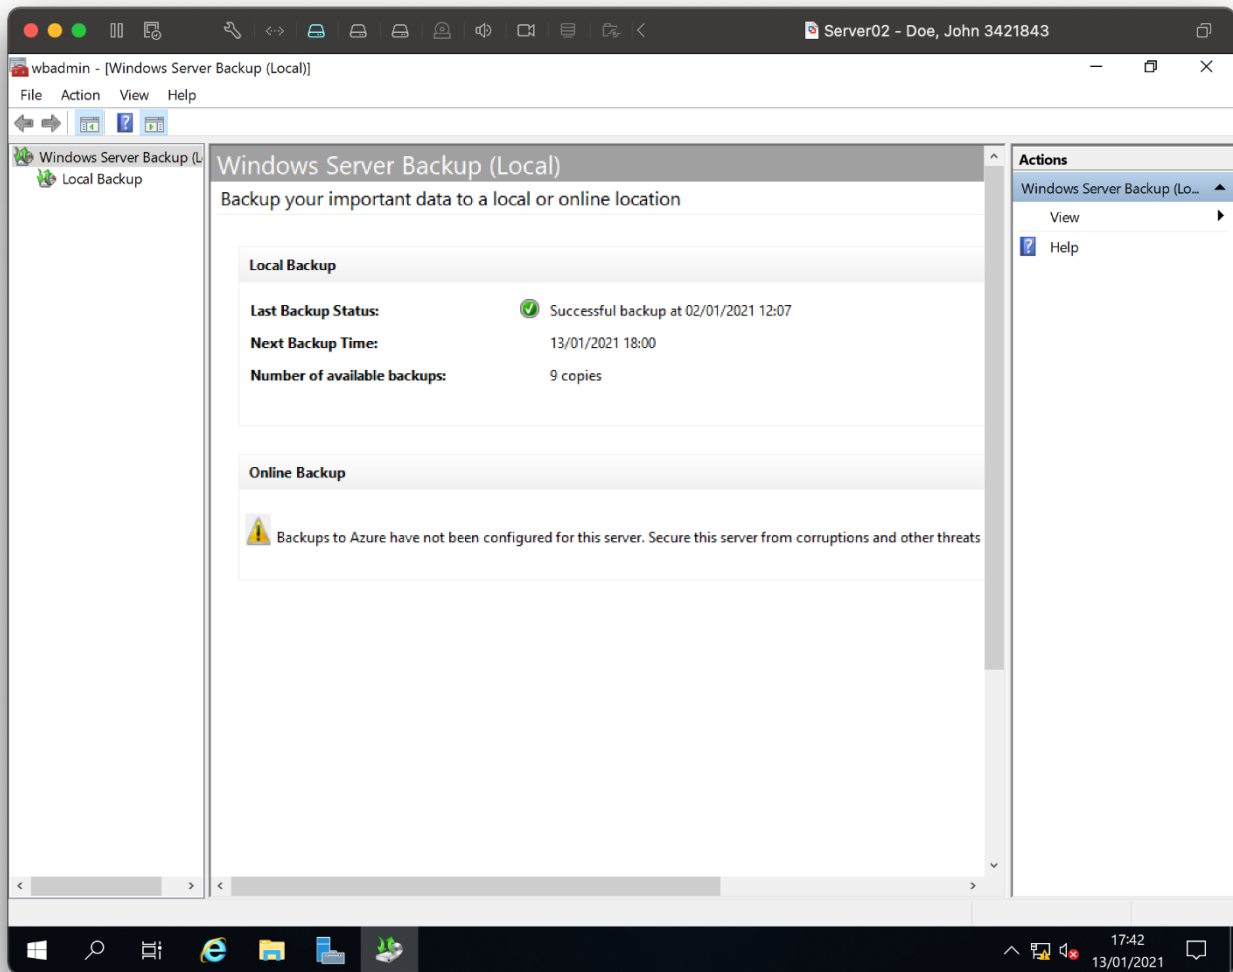 Server02 - Doe, John 3421843
wbadmin - [Windows Server Backup (Local)]
File Action View Help
Windows Server Backup (L
Local Backup
Windows Server Backup (Local)
Backup your important data to a local or online location
Local Backup
Last Backup Status: Successful backup at 02/01/2021 12:07
Next Backup Time: 13/01/2021 18:00
Number of available backups: 9 copies
Online Backup
Backups to Azure have not been configured for this server. Secure this server from corruptions and other threats
Actions
Windows Server Backup (Lo...
View
Help
17:42
13/01/2021